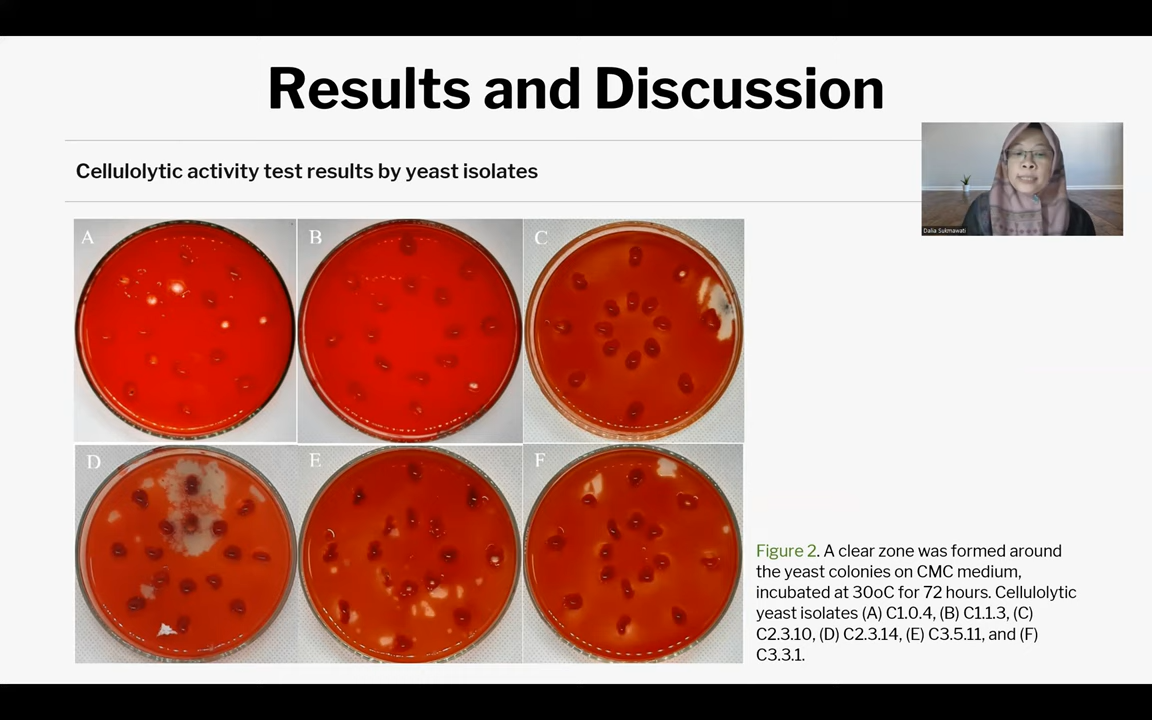 Results and Discussion
Cellulolytic activity test results by yeast isolates
Dalia Sukmawati
A
B
C
D
E
F
Figure 2. A clear zone was formed around
the yeast colonies on CMC medium,
incubated at 30oC for 72 hours. Cellulolytic
yeast isolates (A) C1.0.4, (B) C1.1.3, (C)
C2.3.10, (D) C2.3.14, (E) C3.5.11, and (F)
C3.3.1.